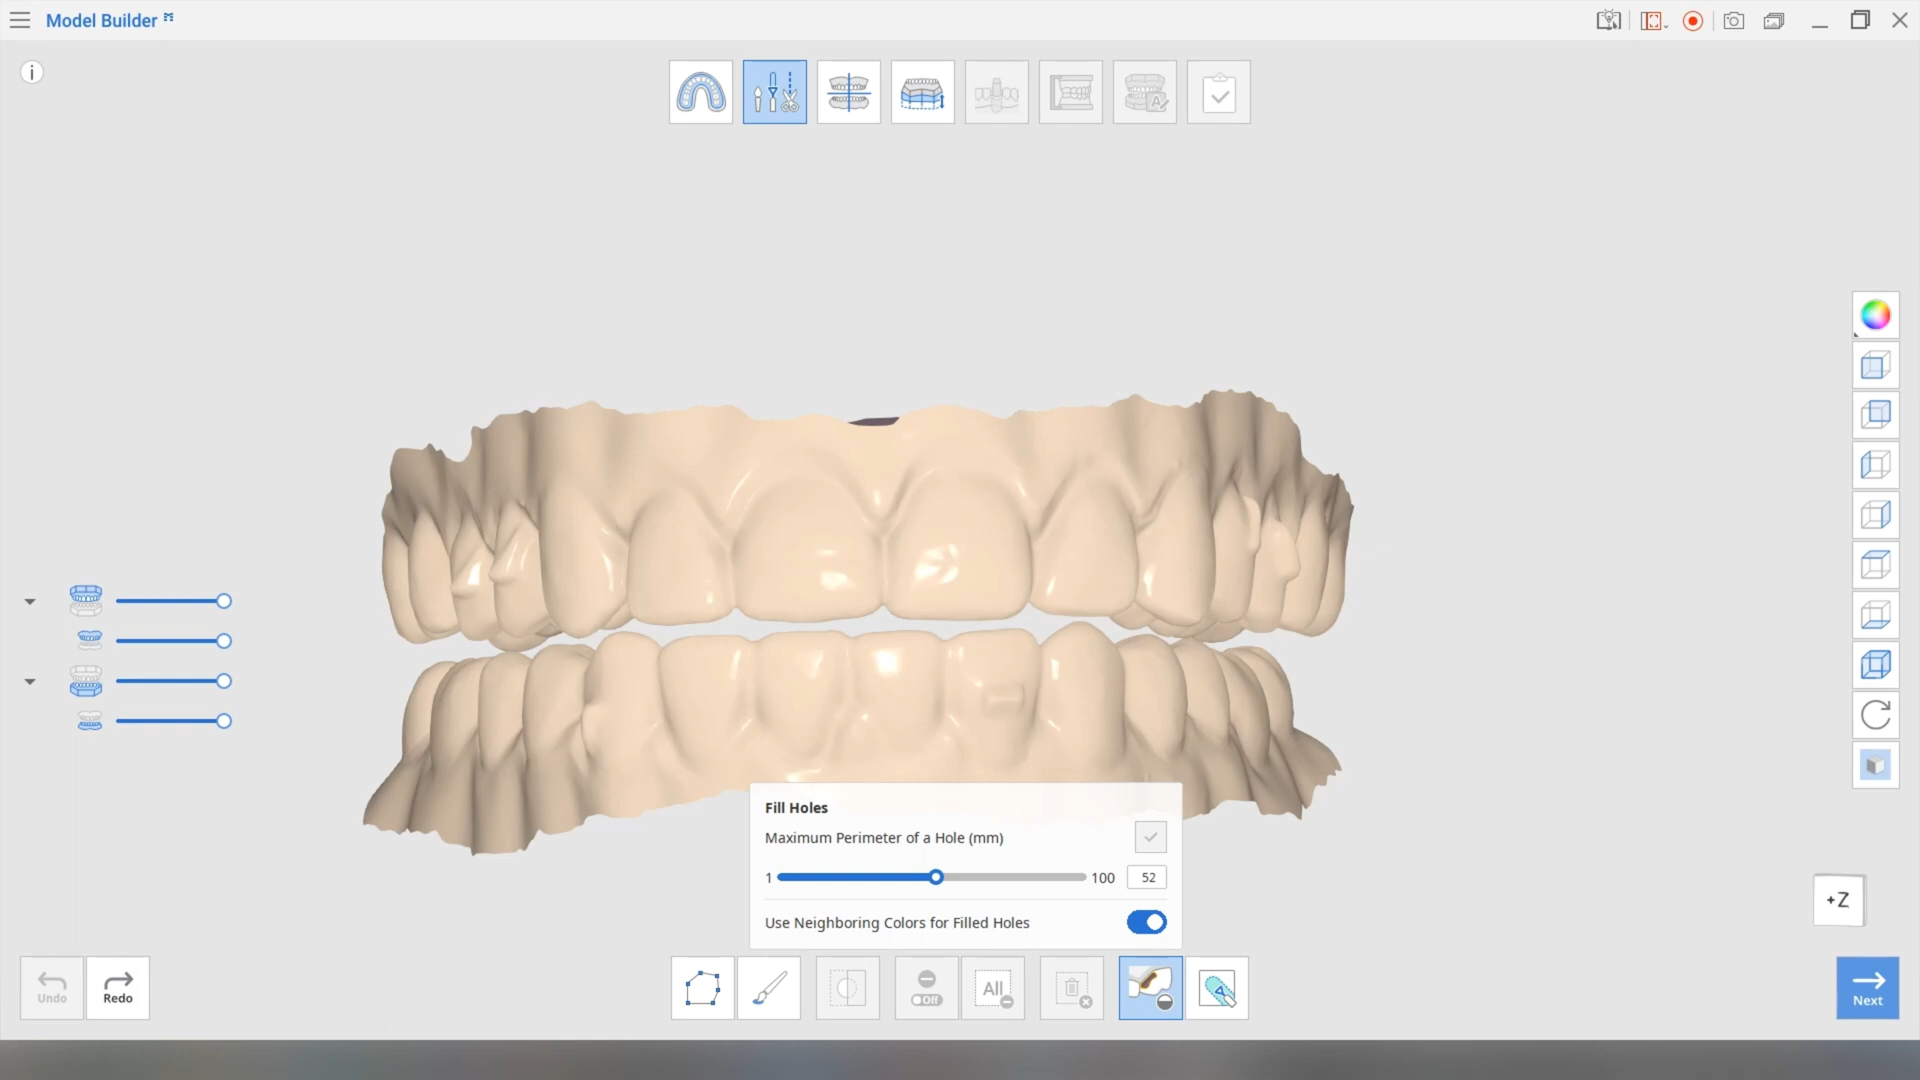 Model Builder
Fill Holes
Maximum Perimeter of a Hole (mm)
1 100 52
Use Neighboring Colors for Filled Holes
+Z
Undo Redo Off All Next